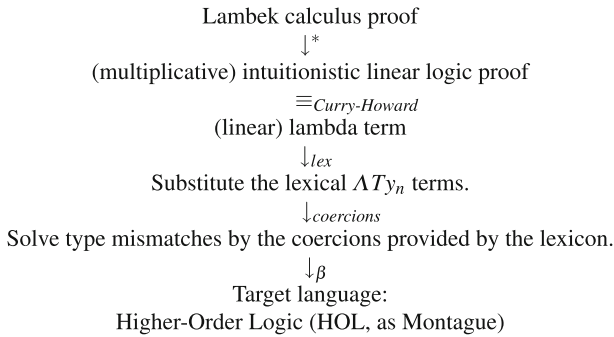 Lambek calculus proof
↓*
(multiplicative) intuitionistic linear logic proof
≡Curry-Howard
(linear) lambda term
↓lex
Substitute the lexical ΛTyn terms.
↓coercions
Solve type mismatches by the coercions provided by the lexicon.
↓β
Target language:
Higher-Order Logic (HOL, as Montague)